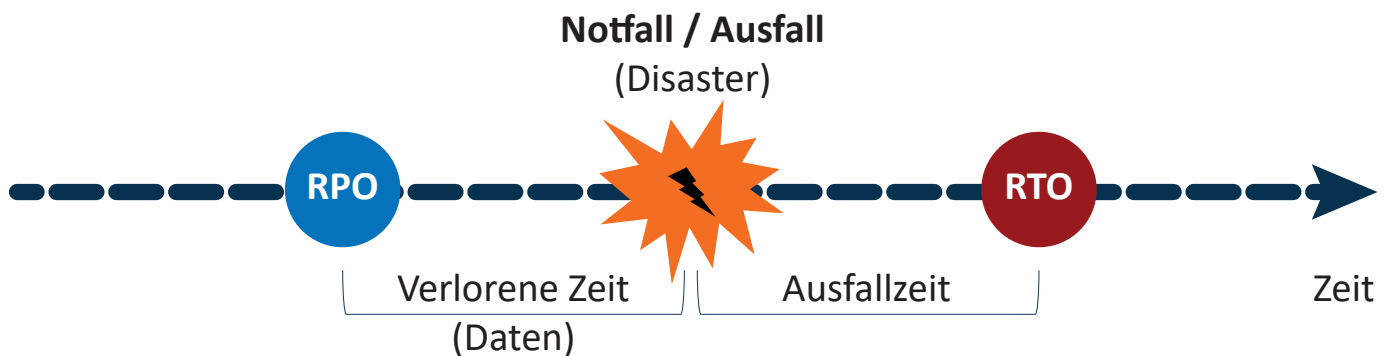 Notfall / Ausfall
(Disaster)
RPO
RTO
Verlorene Zeit
(Daten)
Ausfallzeit
Zeit